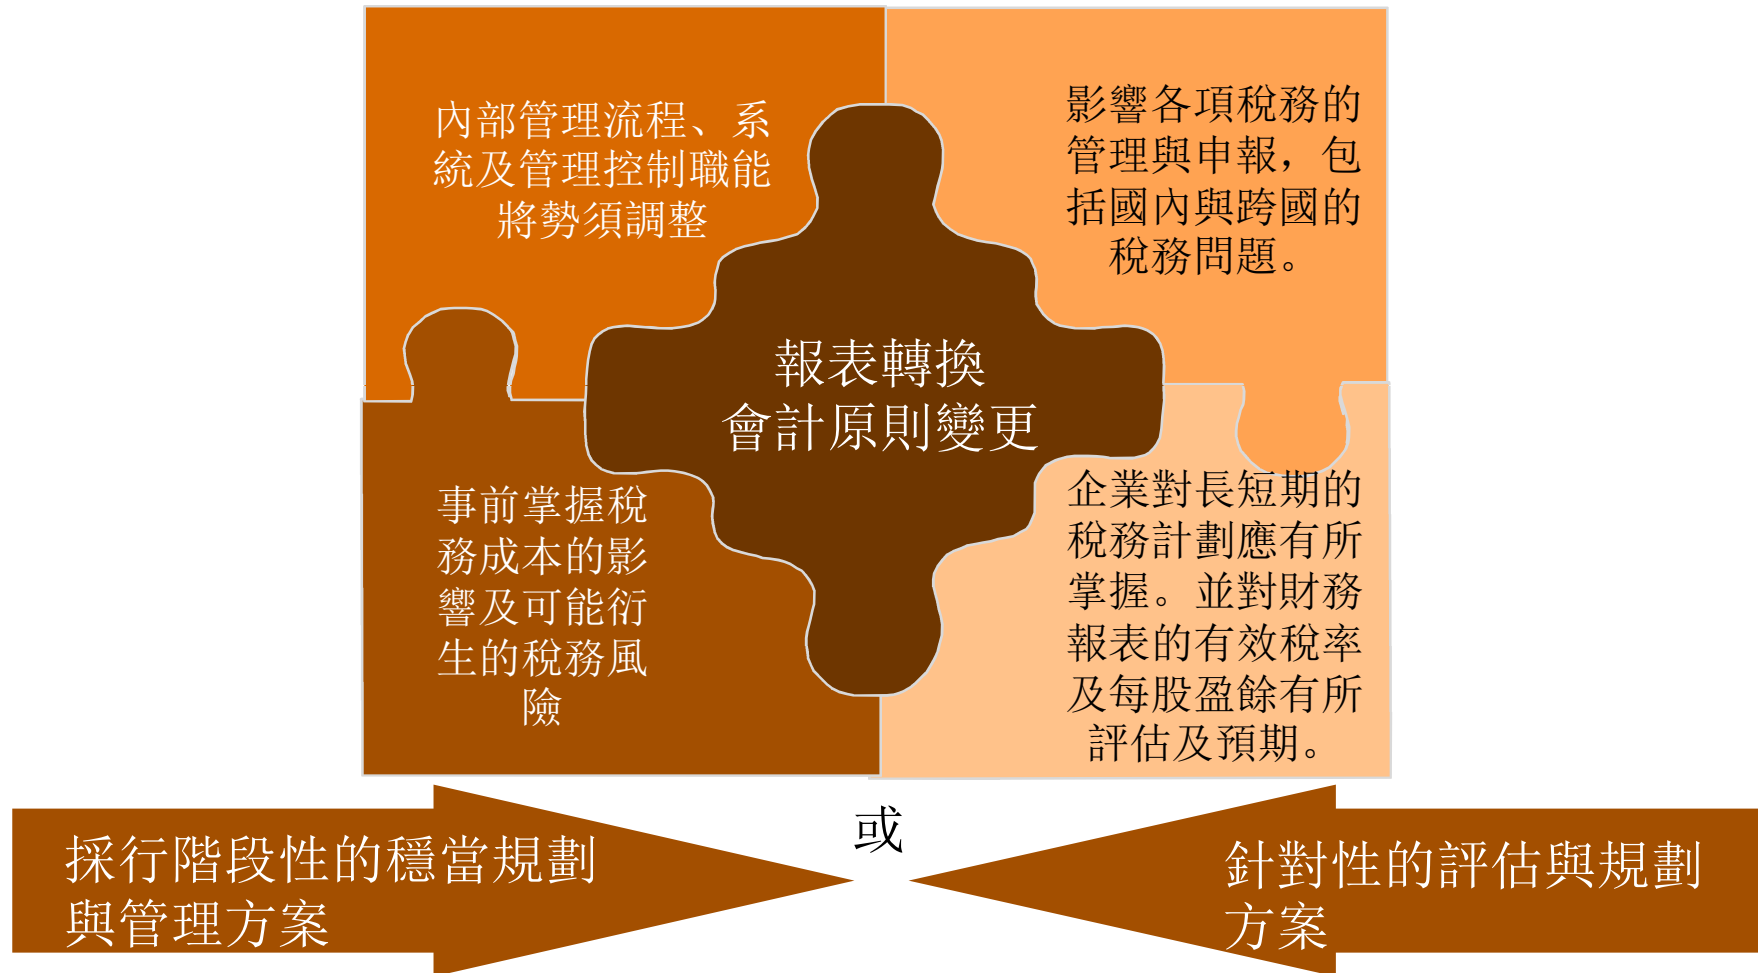 內部管理流程、系
統及管理控制職能
將勢須調整
影響各項稅務的
管理與申報，包
括國內與跨國的
稅務問題。
報表轉換
會計原則變更
事前掌握稅
務成本的影
響及可能衍
生的稅務風
險
企業對長短期的
稅務計劃應有所
掌握。並對財務
報表的有效稅率
及每股盈餘有所
評估及預期。
採行階段性的穩當規劃
與管理方案
或
針對性的評估與規劃
方案